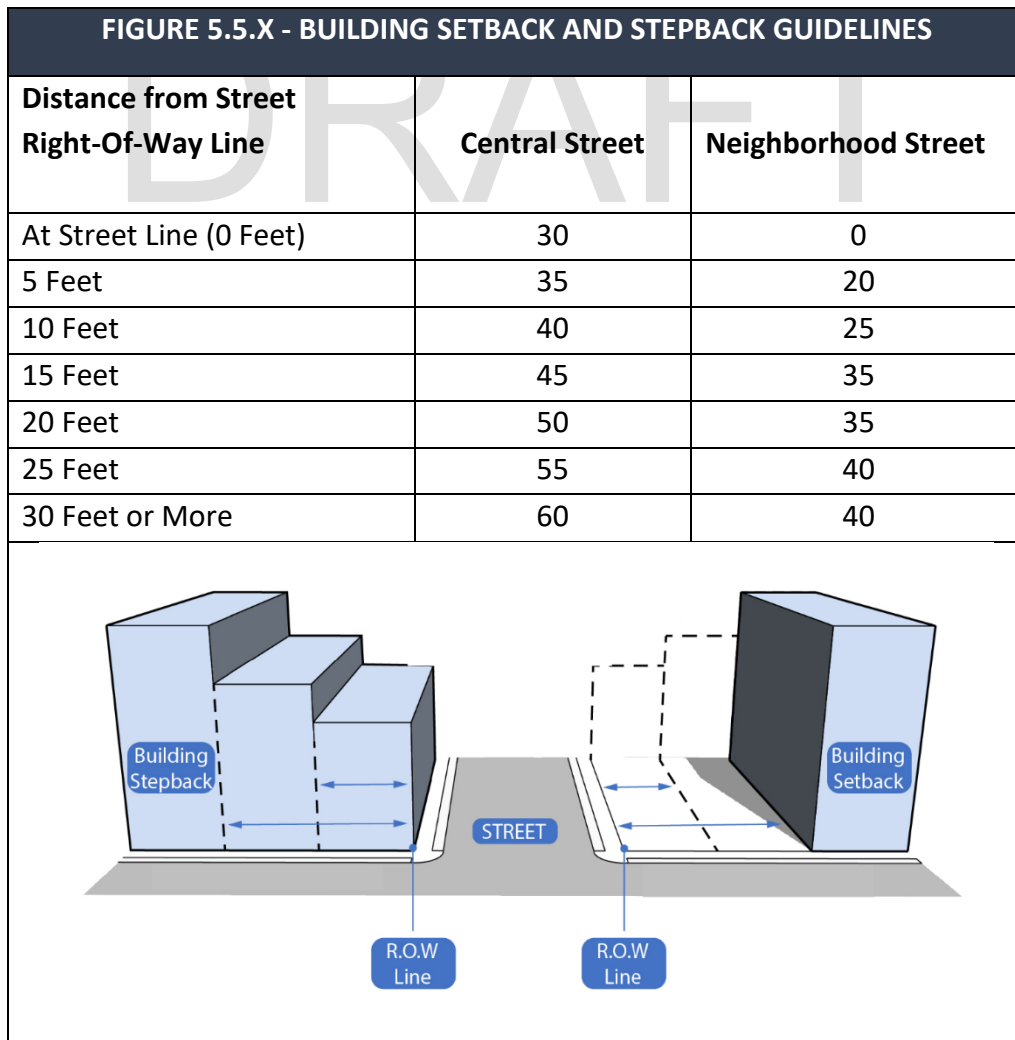 FIGURE 5.5.X - BUILDING SETBACK AND STEPBACK GUIDELINES
DRAFT
Distance from Street
Right-Of-Way Line Central Street Neighborhood Street
At Street Line (0 Feet) 30 0
5 Feet 35 20
10 Feet 40 25
15 Feet 45 35
20 Feet 50 35
25 Feet 55 40
30 Feet or More 60 40
Building
Stepback
Building
Setback
STREET
R.O.W
Line
R.O.W
Line